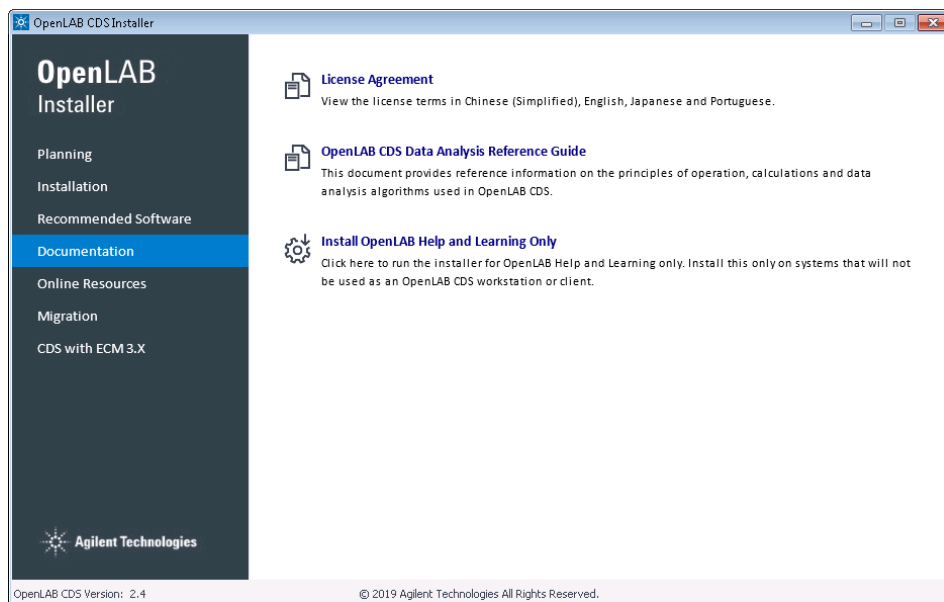 OpenLAB CDS Installer
OpenLAB
Installer
Planning
Installation
Recommended Software
Documentation
Online Resources
Migration
CDS with ECM 3.X
Agilent Technologies
License Agreement
View the license terms in Chinese (Simplified), English, Japanese and Portuguese.
OpenLAB CDS Data Analysis Reference Guide
This document provides reference information on the principles of operation, calculations and data
analysis algorithms used in OpenLAB CDS.
Install OpenLAB Help and Learning Only
Click here to run the installer for OpenLAB Help and Learning only. Install this only on systems that will not
be used as an OpenLAB CDS workstation or client.
OpenLAB CDS Version: 2.4
© 2019 Agilent Technologies All Rights Reserved.